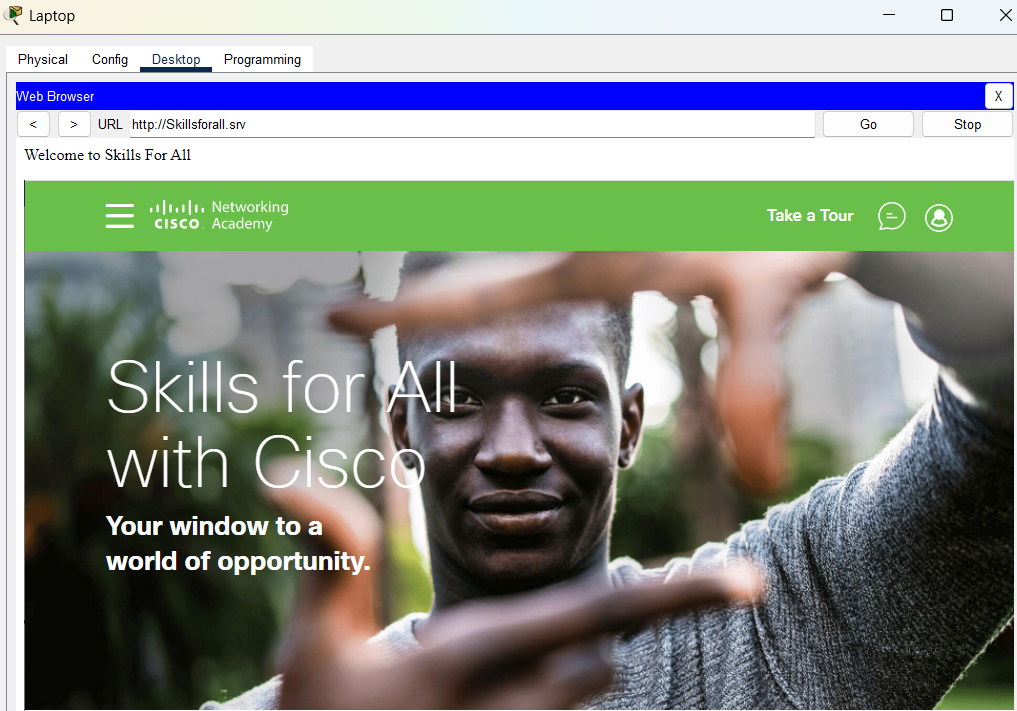 Laptop
Physical Config Desktop Programming
Web Browser X
< > URL http://Skillsforall.srv Go Stop
Welcome to Skills For All
CISCO Networking Academy
Take a Tour
Skills for All
with Cisco
Your window to a
world of opportunity.